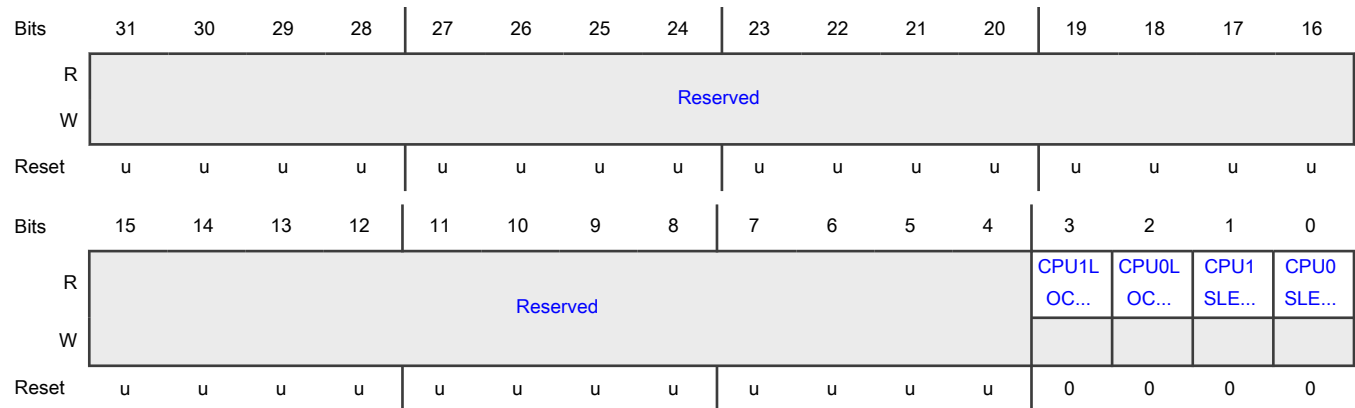 Bits 31 30 29 28 27 26 25 24 23 22 21 20 19 18 17 16
R
Reserved
W
Reset u u u u u u u u u u u u u u u u
Bits 15 14 13 12 11 10 9 8 7 6 5 4 3 2 1 0
R CPU1L CPU0L CPU1 CPU0
Reserved OC... OC... SLE... SLE...
W
Reset u u u u u u u u u u u u 0 0 0 0